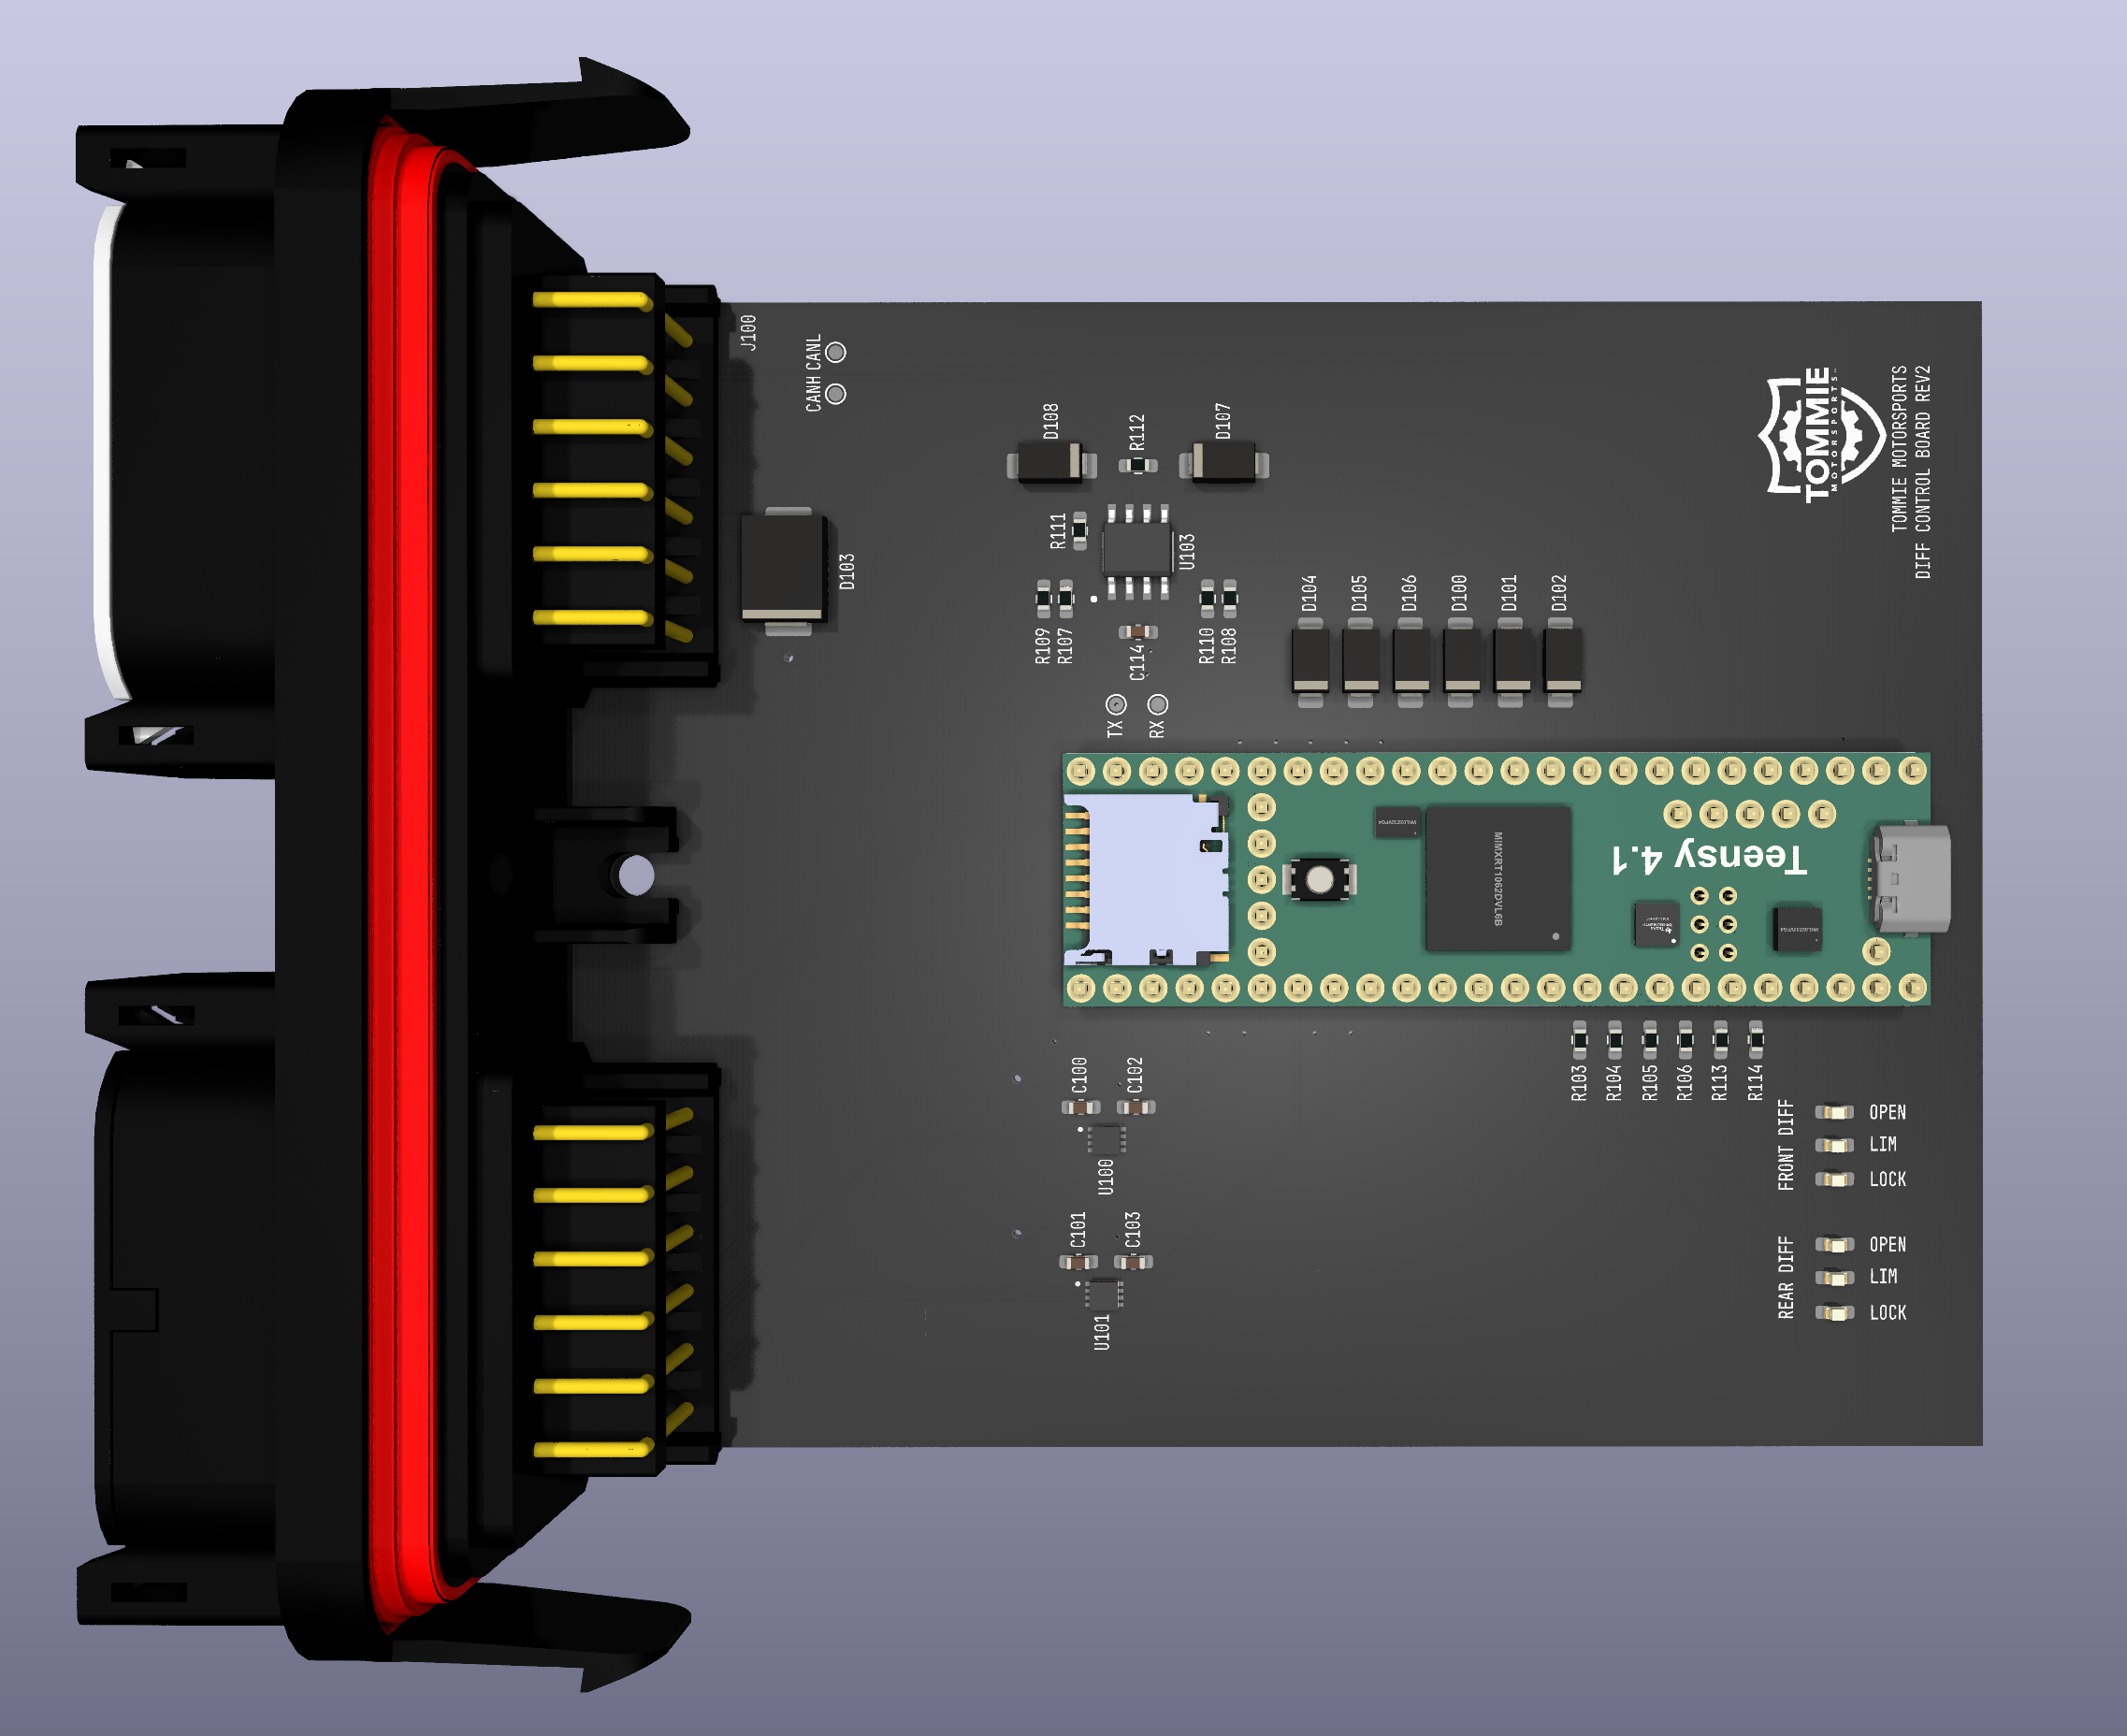 J100
CANH CANL
D108
R112
D107
TOMMIE
MOTORSPORTS
TOMMIE MOTORSPORTS
DIFF CONTROL BOARD REV2
D103
R111
U103
R109
R107
C114
R110
R108
D104
D105
D106
D100
D101
D102
TX
RX
MIMXRT1062DVL6B
Teensy 4.1
C100
C102
U100
C101
C103
U101
R103
R104
R105
R106
R113
R114
FRONT DIFF
OPEN
LIM
LOCK
REAR DIFF
OPEN
LIM
LOCK